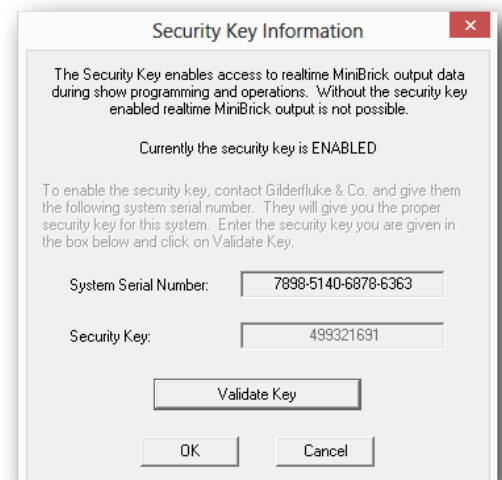 Security Key Information
The Security Key enables access to realtime MiniBrick output data
during show programming and operations. Without the security key
enabled realtime MiniBrick output is not possible.
Currently the security key is ENABLED
To enable the security key, contact Gilderfluke & Co. and give them
the following system serial number. They will give you the proper
security key for this system. Enter the security key you are given in
the box below and click on Validate Key.
System Serial Number: 7898-5140-6878-6363
Security Key: 499321691
Validate Key
OK Cancel